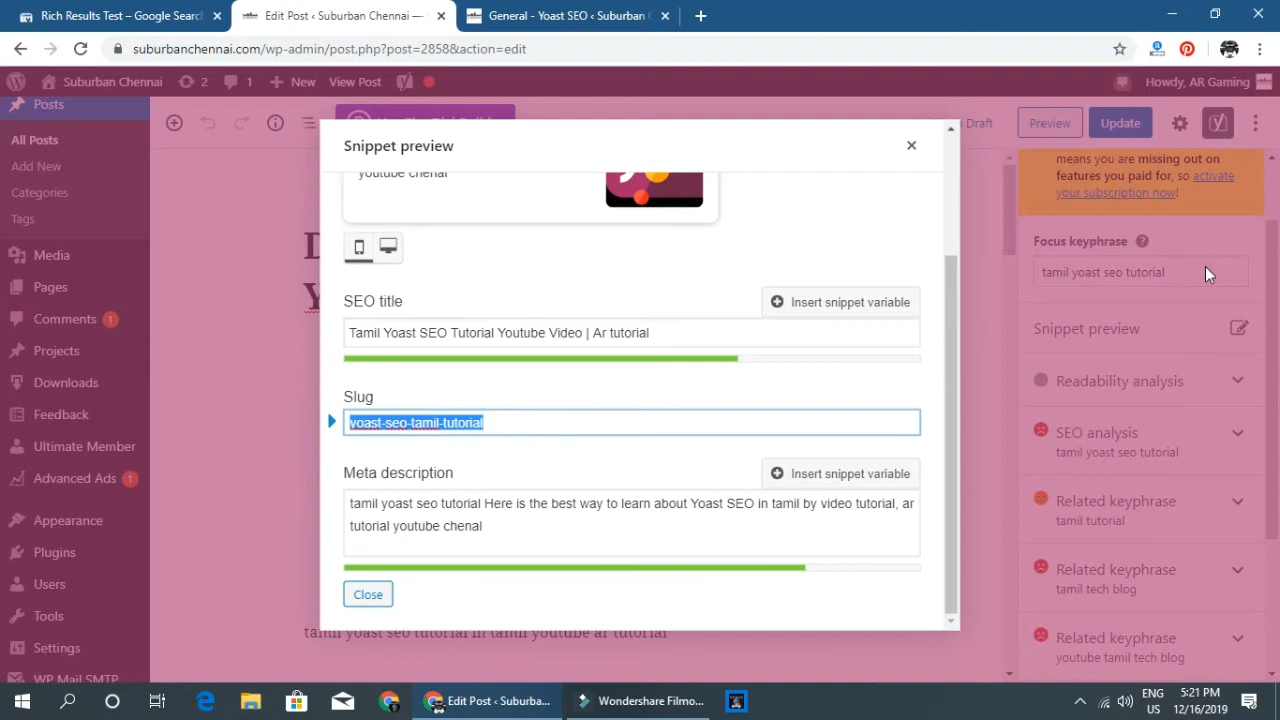 Rich Results Test – Google Search
Edit Post ‹ Suburban Chennai —
General - Yoast SEO ‹ Suburban C
suburbanchennai.com/wp-admin/post.php?post=2858&action=edit
Suburban Chennai
2
1
New
View Post
Howdy, AR Gaming
Posts
All Posts
Add New
Categories
Tags
Media
Pages
Comments 1
Projects
Downloads
Feedback
Ultimate Member
Advanced Ads 1
Appearance
Plugins
Users
Tools
Settings
WP Mail SMTP
Draft
Preview
Update
Snippet preview
youtube chenal
SEO title
Insert snippet variable
Tamil Yoast SEO Tutorial Youtube Video | Ar tutorial
Slug
yoast-seo-tamil-tutorial
Meta description
Insert snippet variable
tamil yoast seo tutorial Here is the best way to learn about Yoast SEO in tamil by video tutorial, ar
tutorial youtube chenal
Close
tamil yoast seo tutorial in tamil youtube ar tutorial
means you are missing out on
features you paid for, so activate
your subscription now!
Focus keyphrase
tamil yoast seo tutorial
Snippet preview
Readability analysis
SEO analysis
tamil yoast seo tutorial
Related keyphrase
tamil tutorial
Related keyphrase
tamil tech blog
Related keyphrase
youtube tamil tech blog
Edit Post ‹ Suburba...
Wondershare Filmo...
ENG
US
5:21 PM
12/16/2019